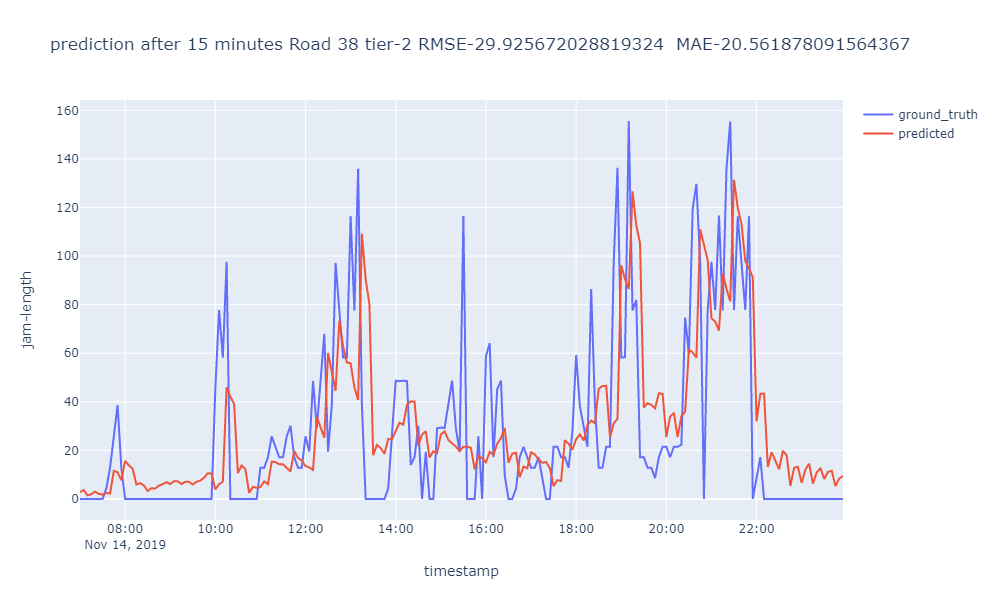 prediction after 15 minutes Road 38 tier-2 RMSE-29.925672028819324  MAE-20.561878091564367
ground_truth
predicted
160
140
120
100
80
60
40
20
0
jam-length
08:00 10:00 12:00 14:00 16:00 18:00 20:00 22:00
Nov 14, 2019
timestamp